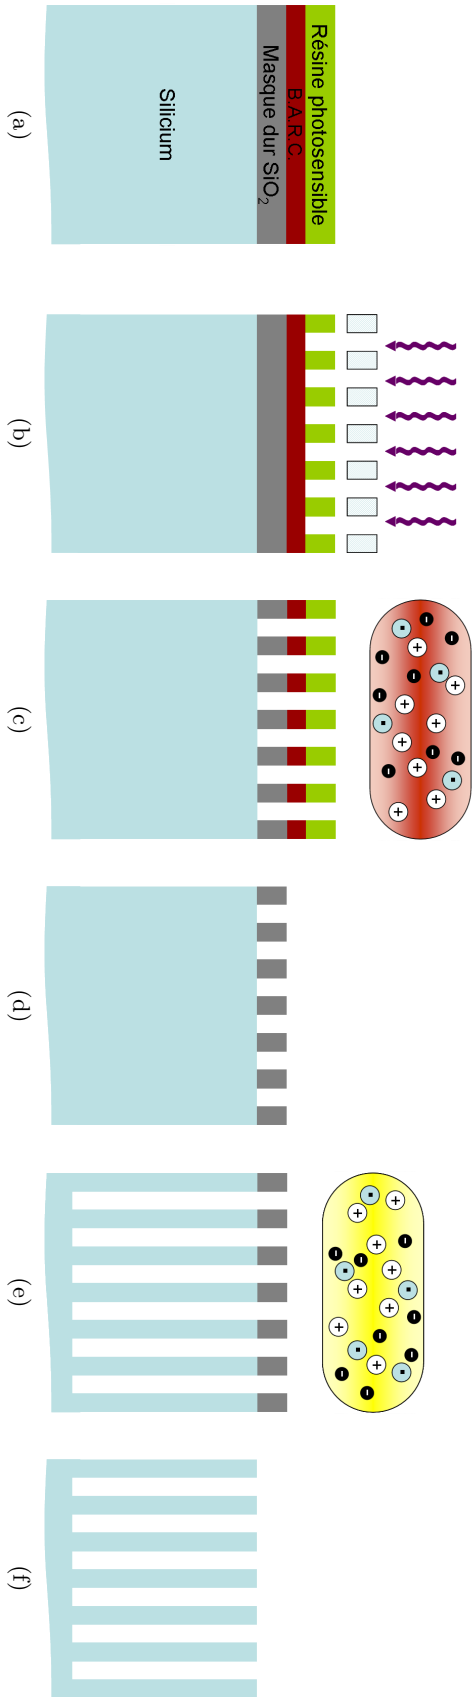 Résine photosensible
B.A.R.C.
Masque dur SiO₂
Silicium
(a)
(b)
(c)
(d)
(e)
(f)